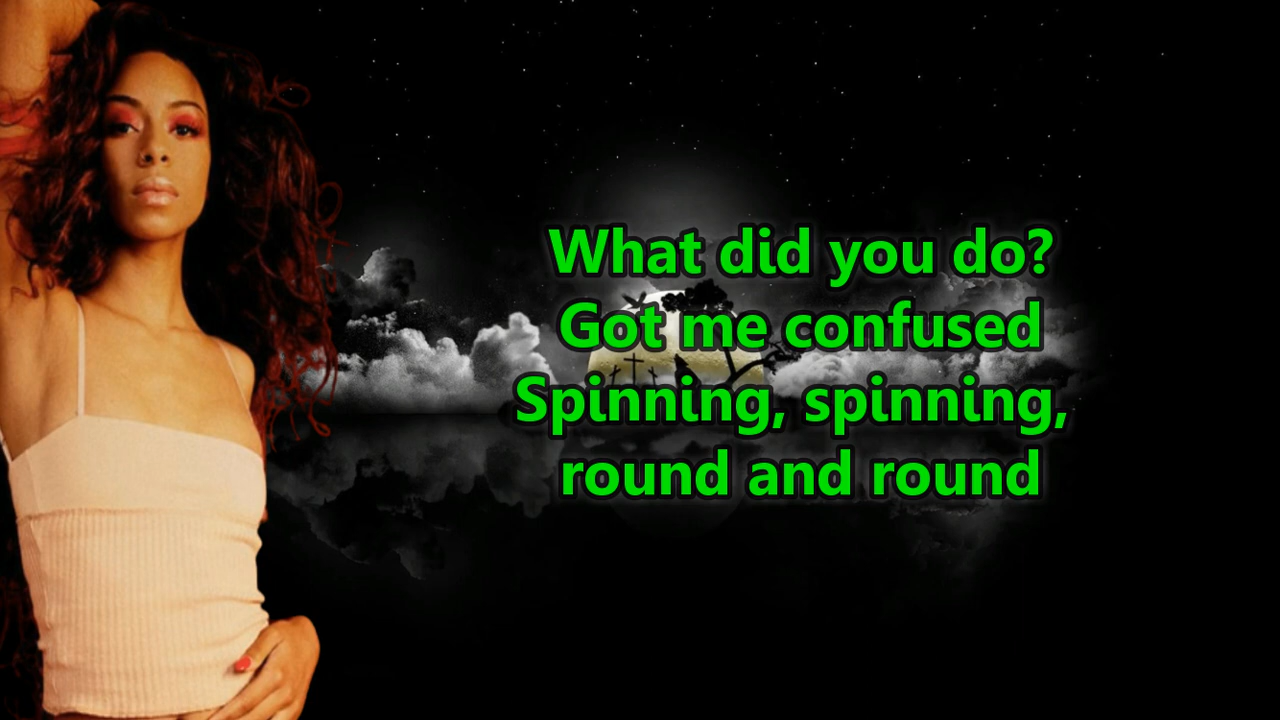 What did you do?
Got me confused
Spinning, spinning,
round and round